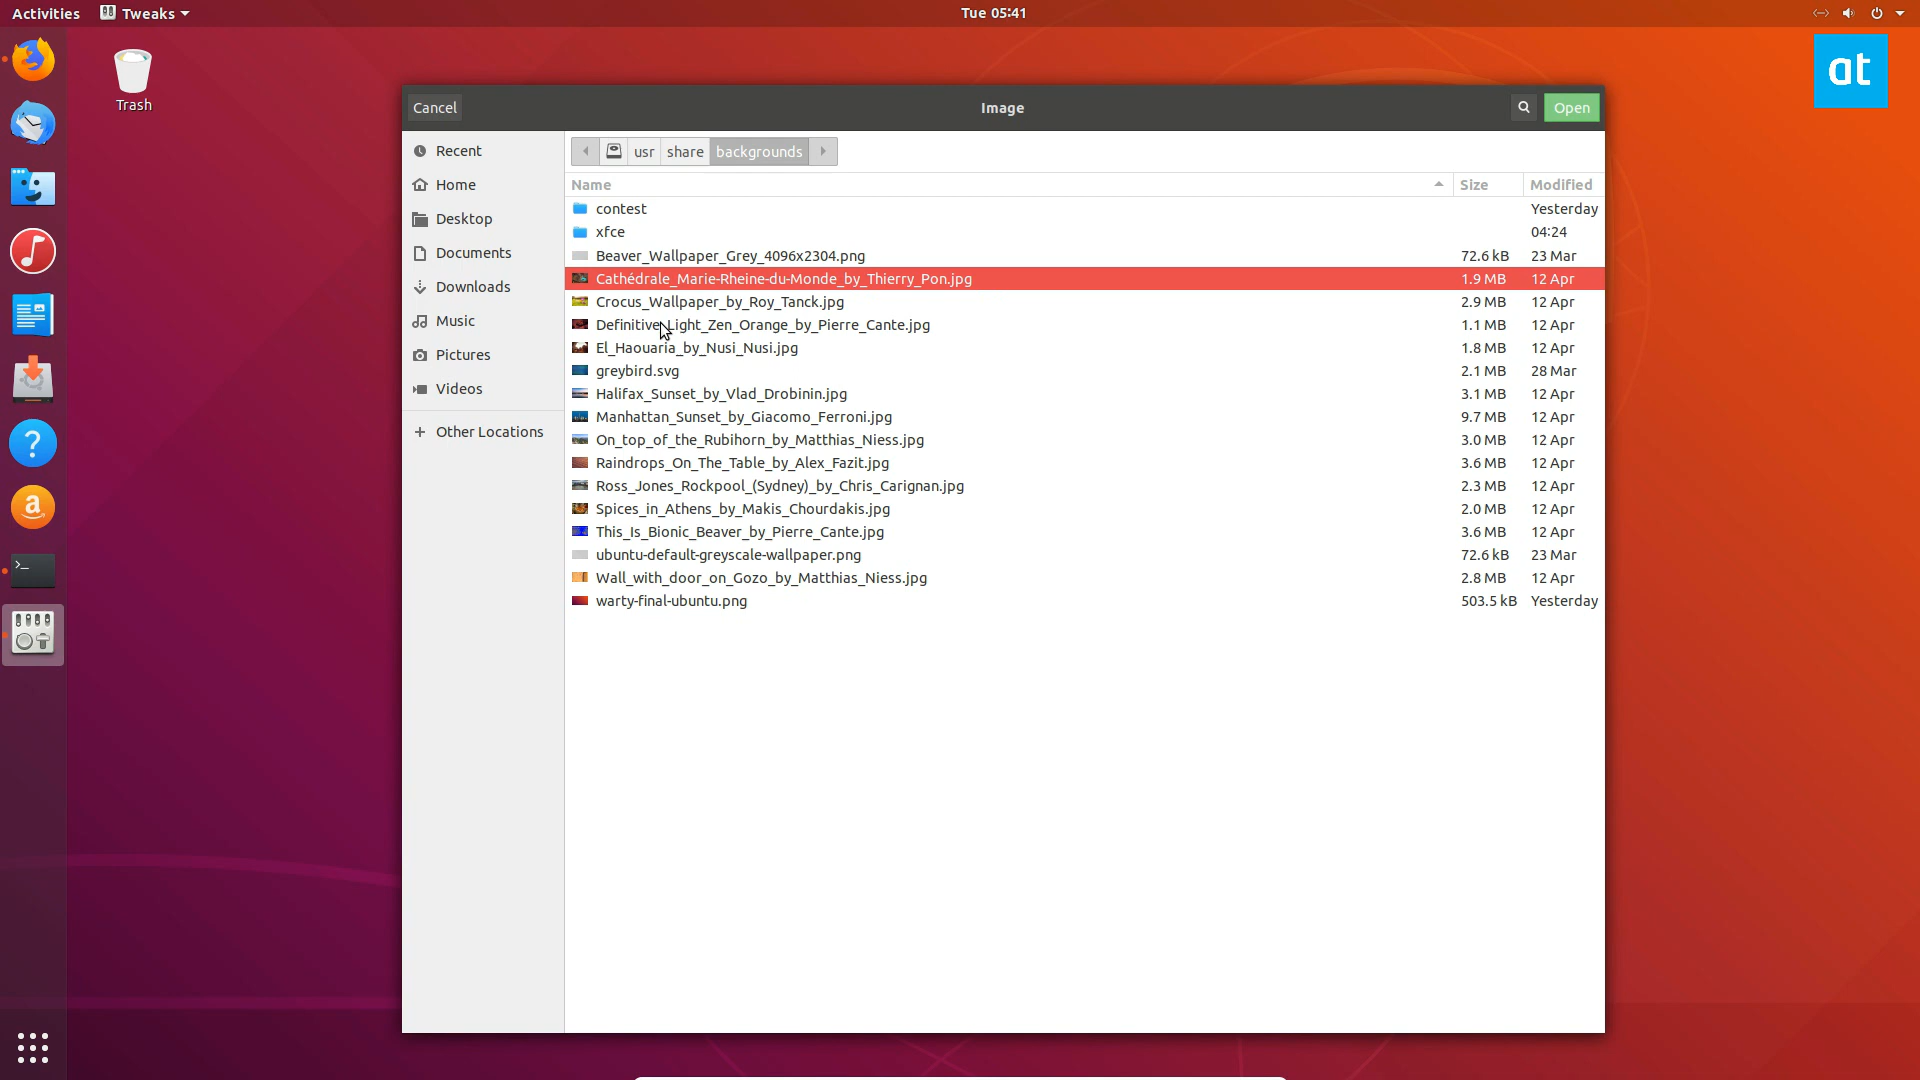 Activities Tweaks Tue 05:41
at
Trash
Cancel Image Open
Recent
Home
Desktop
Documents
Downloads
Music
Pictures
Videos
+ Other Locations
usr share backgrounds
Name Size Modified
contest Yesterday
xfce 04:24
Beaver_Wallpaper_Grey_4096x2304.png 72.6 kB 23 Mar
Cathédrale_Marie-Rheine-du-Monde_by_Thierry_Pon.jpg 1.9 MB 12 Apr
Crocus_Wallpaper_by_Roy_Tanck.jpg 2.9 MB 12 Apr
Definitive_Light_Zen_Orange_by_Pierre_Cante.jpg 1.1 MB 12 Apr
El_Haouaria_by_Nusi_Nusi.jpg 1.8 MB 12 Apr
greybird.svg 2.1 MB 28 Mar
Halifax_Sunset_by_Vlad_Drobinin.jpg 3.1 MB 12 Apr
Manhattan_Sunset_by_Giacomo_Ferroni.jpg 9.7 MB 12 Apr
On_top_of_the_Rubihorn_by_Matthias_Niess.jpg 3.0 MB 12 Apr
Raindrops_On_The_Table_by_Alex_Fazit.jpg 3.6 MB 12 Apr
Ross_Jones_Rockpool_(Sydney)_by_Chris_Carignan.jpg 2.3 MB 12 Apr
Spices_in_Athens_by_Makis_Chourdakis.jpg 2.0 MB 12 Apr
This_Is_Bionic_Beaver_by_Pierre_Cante.jpg 3.6 MB 12 Apr
ubuntu-default-greyscale-wallpaper.png 72.6 kB 23 Mar
Wall_with_door_on_Gozo_by_Matthias_Niess.jpg 2.8 MB 12 Apr
warty-final-ubuntu.png 503.5 kB Yesterday